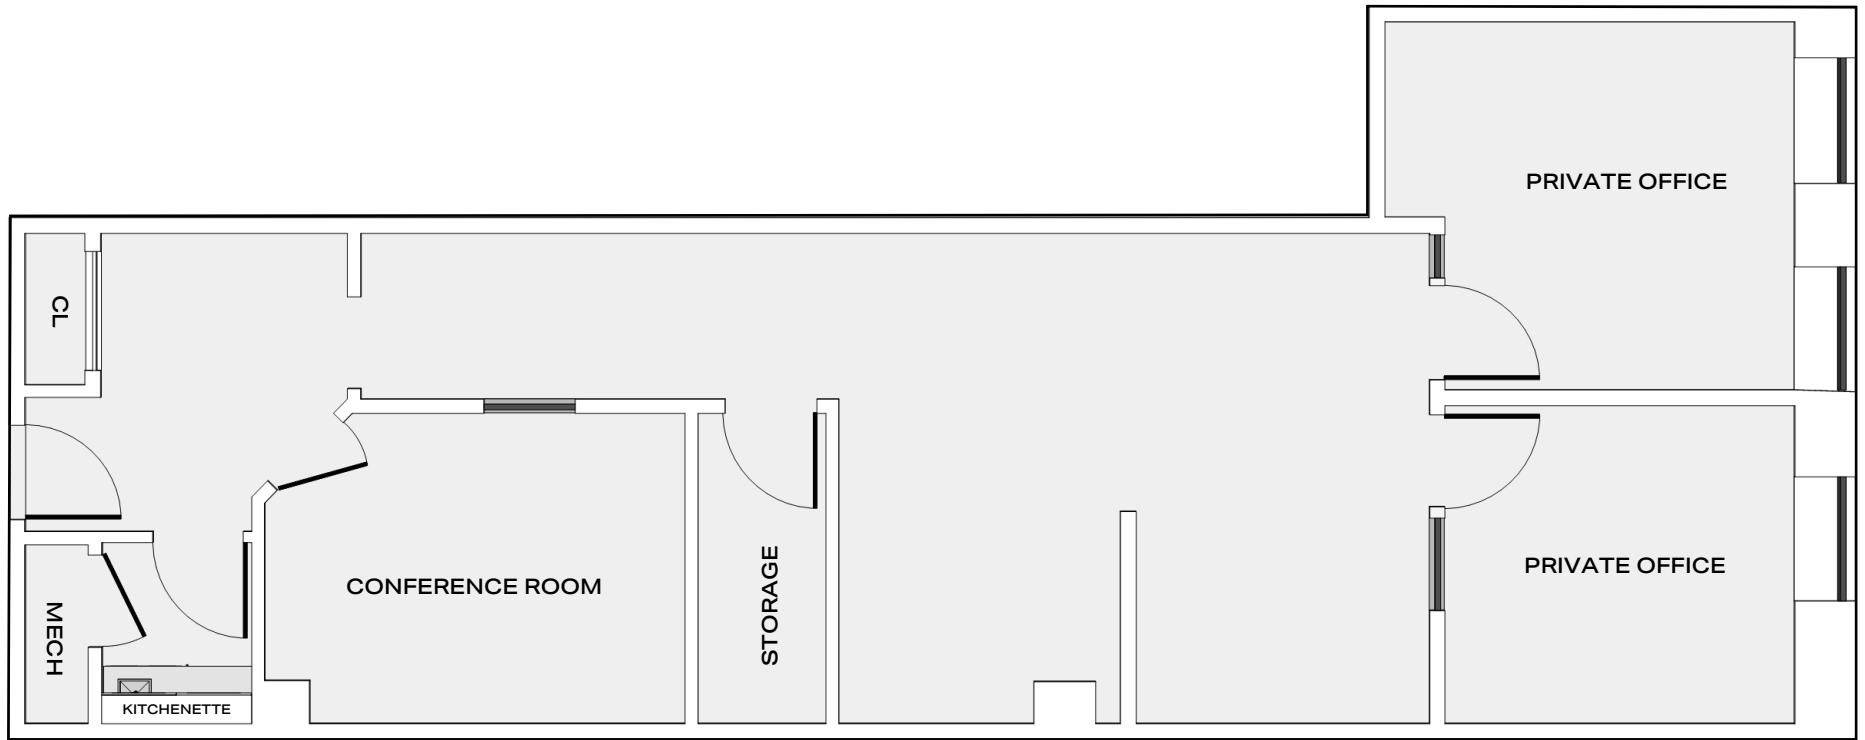 PRIVATE OFFICE
CL
PRIVATE OFFICE
CONFERENCE ROOM
STORAGE
MECH
KITCHENETTE